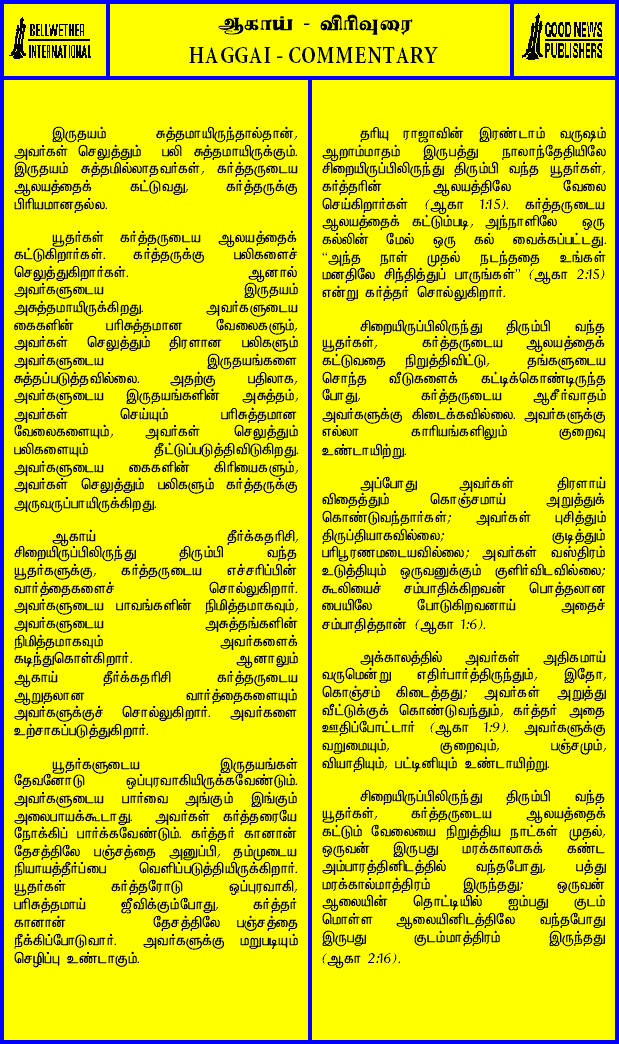 BELLWETHER
INTERNATIONAL
ஆகாய் - விரிவுரை
HAGGAI - COMMENTARY
GOOD NEWS
PUBLISHERS
இருதயம் சுத்தமாயிருந்தால்தான்,
அவர்கள் செலுத்தும் பலி சுத்தமாயிருக்கும்.
இருதயம் சுத்தமில்லாதவர்கள், கர்த்தருடைய
ஆலயத்தைக் கட்டுவது, கர்த்தருக்கு
பிரியமானதல்ல.
யூதர்கள் கர்த்தருடைய ஆலயத்தைக்
கட்டுகிறார்கள். கர்த்தருக்கு பலிகளைச்
செலுத்துகிறார்கள். ஆனால்
அவர்களுடைய இருதயம்
அசுத்தமாயிருக்கிறது. அவர்களுடைய
கைகளின் பரிசுத்தமான வேலைகளும்,
அவர்கள் செலுத்தும் திரளான பலிகளும்
அவர்களுடைய இருதயங்களை
சுத்தப்படுத்தவில்லை. அதற்கு பதிலாக,
அவர்களுடைய இருதயங்களின் அசுத்தம்,
அவர்கள் செய்யும் பரிசுத்தமான
வேலைகளையும், அவர்கள் செலுத்தும்
பலிகளையும் தீட்டுப்படுத்திவிடுகிறது.
அவர்களுடைய கைகளின் கிரியைகளும்,
அவர்கள் செலுத்தும் பலிகளும் கர்த்தருக்கு
அருவருப்பாயிருக்கிறது.
ஆகாய் தீர்க்கதரிசி,
சிறையிருப்பிலிருந்து திரும்பி வந்த
யூதர்களுக்கு, கர்த்தருடைய எச்சரிப்பின்
வார்த்தைகளைச் சொல்லுகிறார்.
அவர்களுடைய பாவங்களின் நிமித்தமாகவும்,
அவர்களுடைய அசுத்தங்களின்
நிமித்தமாகவும் அவர்களைக்
கடிந்துகொள்கிறார். ஆனாலும்
ஆகாய் தீர்க்கதரிசி கர்த்தருடைய
ஆறுதலான வார்த்தைகளையும்
அவர்களுக்குச் சொல்லுகிறார். அவர்களை
உற்சாகப்படுத்துகிறார்.
யூதர்களுடைய இருதயங்கள்
தேவனோடு ஒப்புரவாகியிருக்கவேண்டும்.
அவர்களுடைய பார்வை அங்கும் இங்கும்
அலைபாயக்கூடாது. அவர்கள் கர்த்தரையே
நோக்கிப் பார்க்கவேண்டும். கர்த்தர் கானான்
தேசத்திலே பஞ்சத்தை அனுப்பி, தம்முடைய
நியாயத்தீர்ப்பை வெளிப்படுத்தியிருக்கிறார்.
யூதர்கள் கர்த்தரோடு ஒப்புரவாகி,
பரிசுத்தமாய் ஜீவிக்கும்போது, கர்த்தர்
கானான் தேசத்திலே பஞ்சத்தை
நீக்கிப்போடுவார். அவர்களுக்கு மறுபடியும்
செழிப்பு உண்டாகும்.
தரியு ராஜாவின் இரண்டாம் வருஷம்
ஆறாம்மாதம் இருபத்து நாலாந்தேதியிலே
சிறையிருப்பிலிருந்து திரும்பி வந்த யூதர்கள்,
கர்த்தரின் ஆலயத்திலே வேலை
செய்கிறார்கள் (ஆகா 1:15). கர்த்தருடைய
ஆலயத்தைக் கட்டும்படி, அந்நாளிலே ஒரு
கல்லின் மேல் ஒரு கல் வைக்கப்பட்டது.
“அந்த நாள் முதல் நடந்ததை உங்கள்
மனதிலே சிந்தித்துப் பாருங்கள்” (ஆகா 2:15)
என்று கர்த்தர் சொல்லுகிறார்.
சிறையிருப்பிலிருந்து திரும்பி வந்த
யூதர்கள், கர்த்தருடைய ஆலயத்தைக்
கட்டுவதை நிறுத்திவிட்டு, தங்களுடைய
சொந்த வீடுகளைக் கட்டிக்கொண்டிருந்த
போது, கர்த்தருடைய ஆசீர்வாதம்
அவர்களுக்கு கிடைக்கவில்லை. அவர்களுக்கு
எல்லா காரியங்களிலும் குறைவு
உண்டாயிற்று.
அப்போது அவர்கள் திரளாய்
விதைத்தும் கொஞ்சமாய் அறுத்துக்
கொண்டுவந்தார்கள்; அவர்கள் புசித்தும்
திருப்தியாகவில்லை; குடித்தும்
பரிபூரணமடையவில்லை; அவர்கள் வஸ்திரம்
உடுத்தியும் ஒருவனுக்கும் குளிர்விடவில்லை;
கூலியைச் சம்பாதிக்கிறவன் பொத்தலான
பையிலே போடுகிறவனாய் அதைச்
சம்பாதித்தான் (ஆகா 1:6).
அக்காலத்தில் அவர்கள் அதிகமாய்
வருமென்று எதிர்பார்த்திருந்தும், இதோ,
கொஞ்சம் கிடைத்தது; அவர்கள் அறுத்து
வீட்டுக்குக் கொண்டுவந்தும், கர்த்தர் அதை
ஊதிப்போட்டார் (ஆகா 1:9). அவர்களுக்கு
வறுமையும், குறைவும், பஞ்சமும்,
வியாதியும், பட்டினியும் உண்டாயிற்று.
சிறையிருப்பிலிருந்து திரும்பி வந்த
யூதர்கள், கர்த்தருடைய ஆலயத்தைக்
கட்டும் வேலையை நிறுத்திய நாட்கள் முதல்,
ஒருவன் இருபது மரக்காலாகக் கண்ட
அம்பாரத்தினிடத்தில் வந்தபோது, பத்து
மரக்கால்மாத்திரம் இருந்தது; ஒருவன்
ஆலையின் தொட்டியில் ஐம்பது குடம்
மொள்ள ஆலையினிடத்திலே வந்தபோது
இருபது குடம்மாத்திரம் இருந்தது
(ஆகா 2:16).